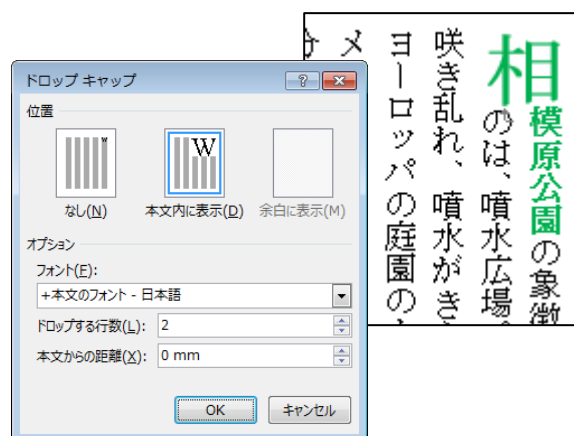 ドロップ キャップ
位置
W
W
なし(N)
本文内に表示(D)
余白に表示(M)
オプション
フォント(F):
+本文のフォント - 日本語
ドロップする行数(L):
2
本文からの距離(X):
0 mm
OK
キャンセル
相模原公園の象徴
のは、噴水広場。
咲き乱れ、噴水がき
ヨーロッパの庭園の
メ